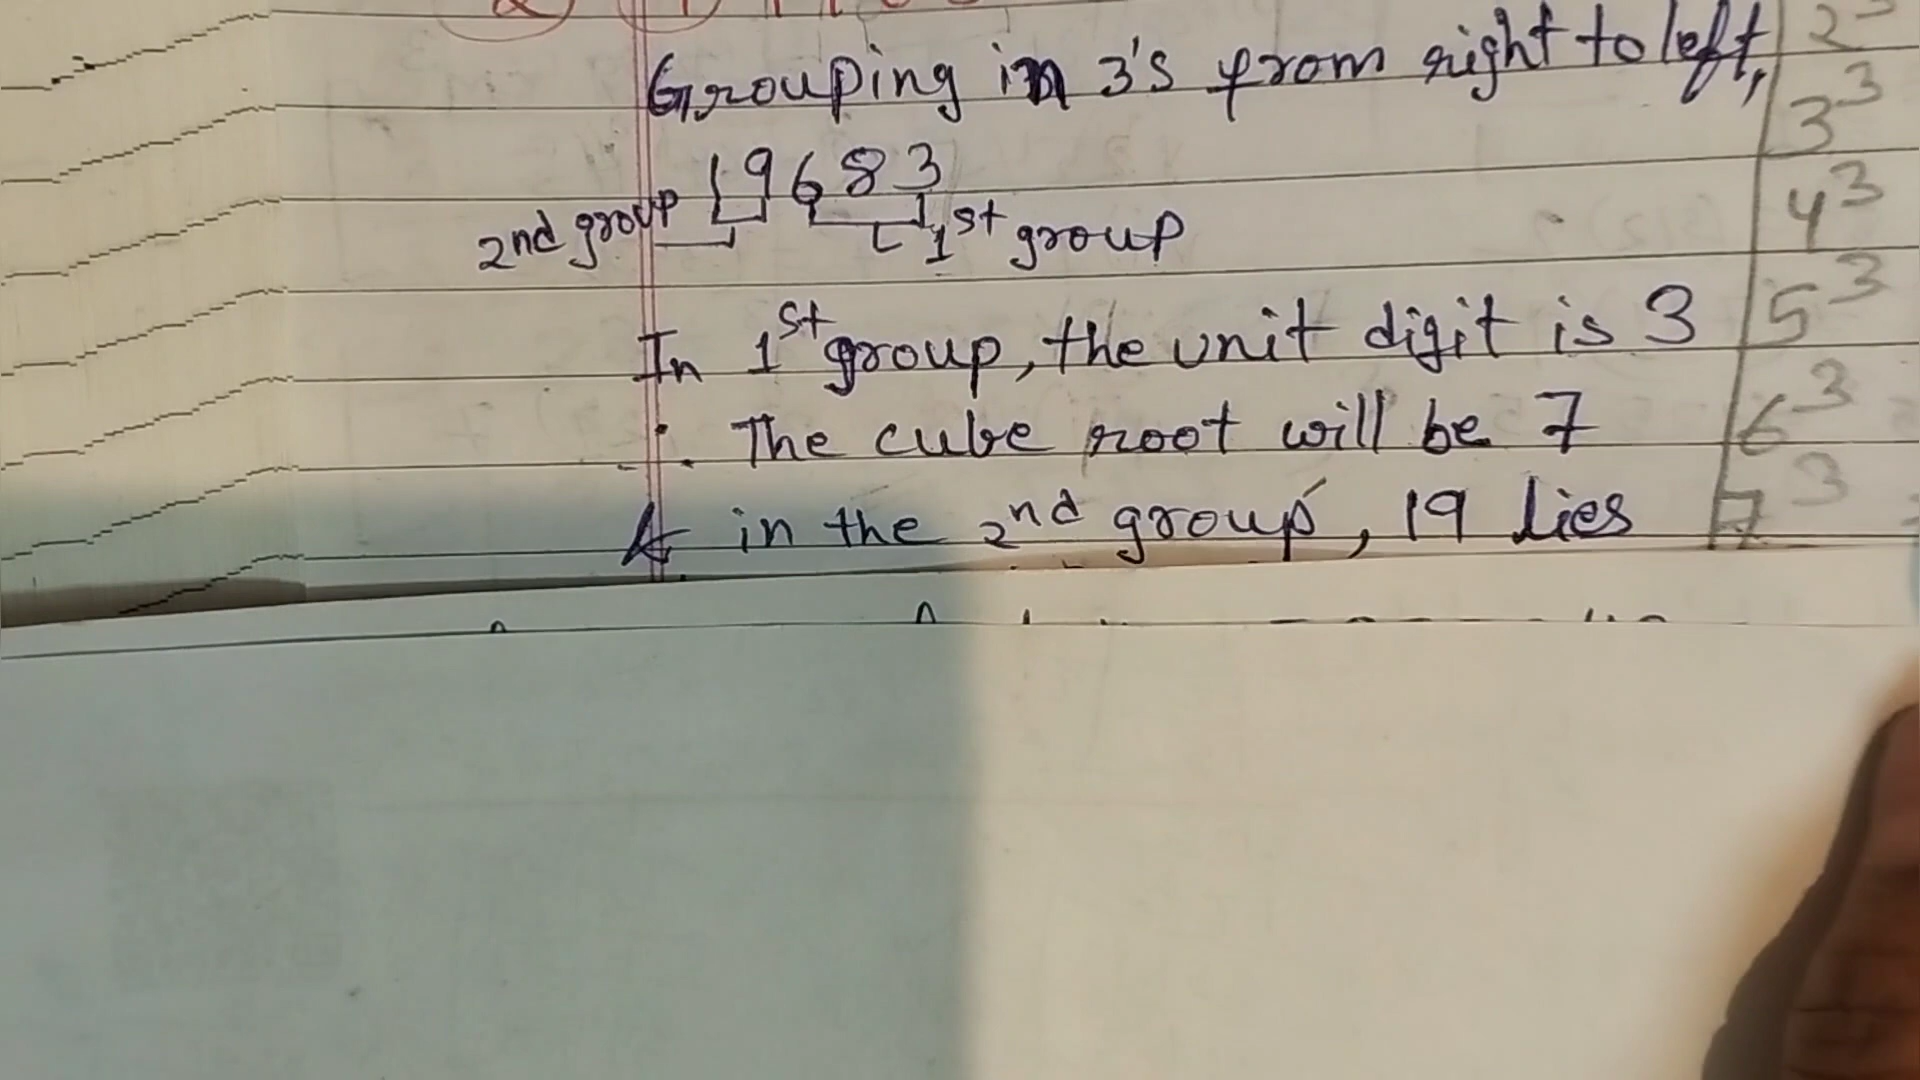 Grouping in 3's from right to left,
19683
2nd group
1st group
In 1st group, the unit digit is 3
∴ The cube root will be 7
in the 2nd group, 19 lies
2³
3³
4³
5³
6³
7³